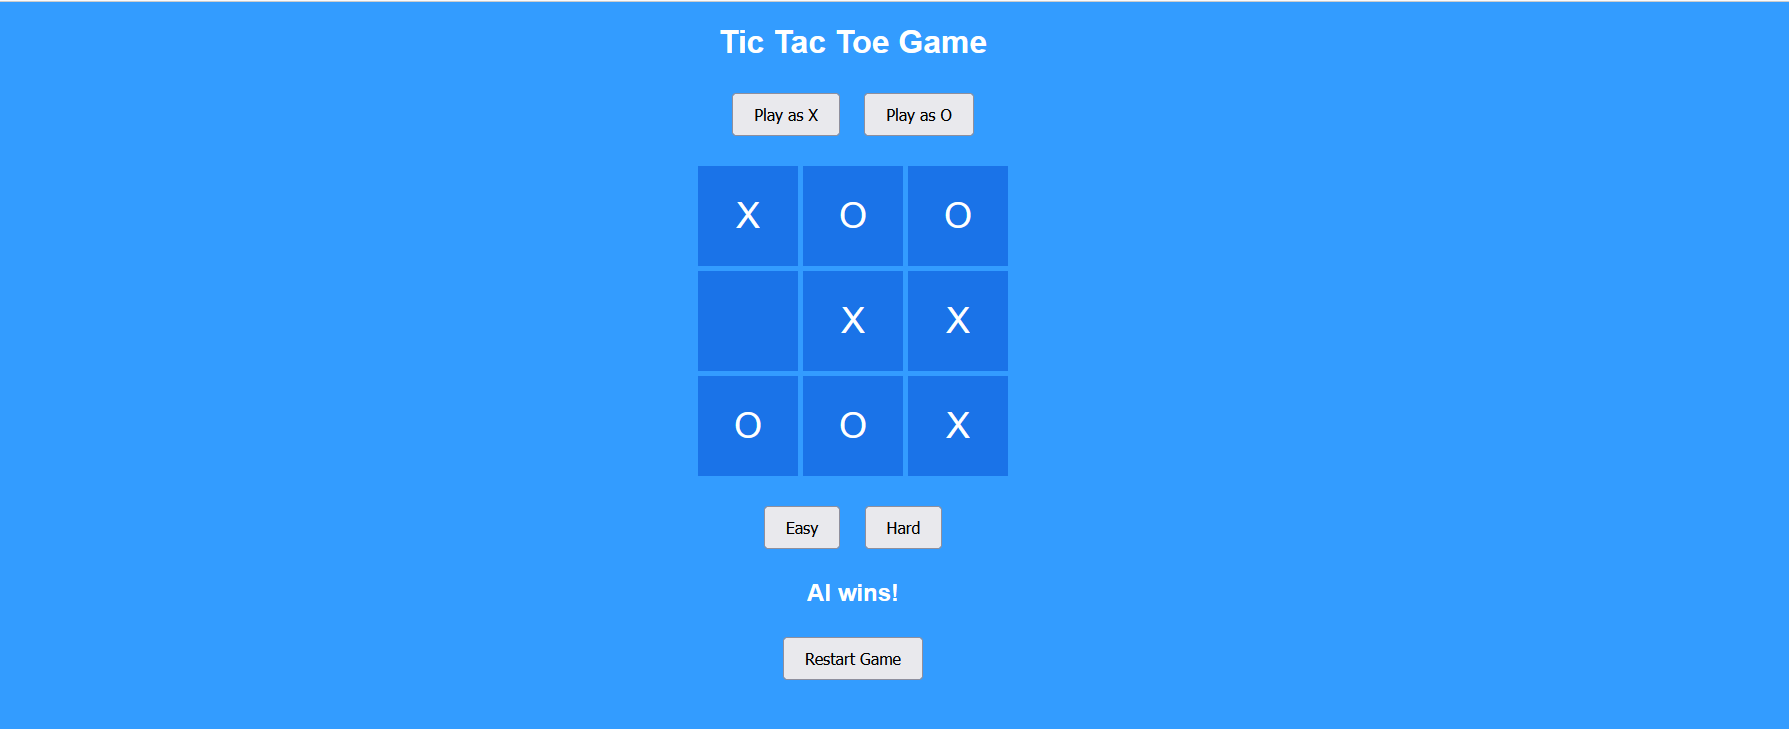 Tic Tac Toe Game
Play as X Play as O
X O O
X X
O O X
Easy Hard
AI wins!
Restart Game